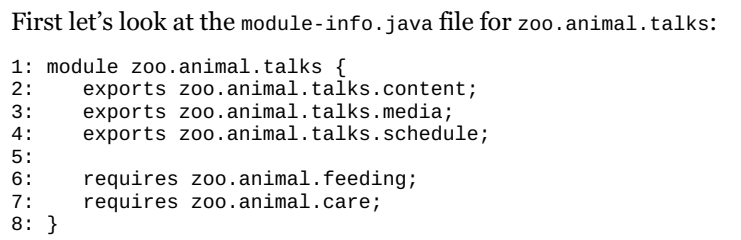 First let’s look at the module-info.java file for zoo.animal.talks:
1: module zoo.animal.talks {
2:    exports zoo.animal.talks.content;
3:    exports zoo.animal.talks.media;
4:    exports zoo.animal.talks.schedule;
5:
6:    requires zoo.animal.feeding;
7:    requires zoo.animal.care;
8: }